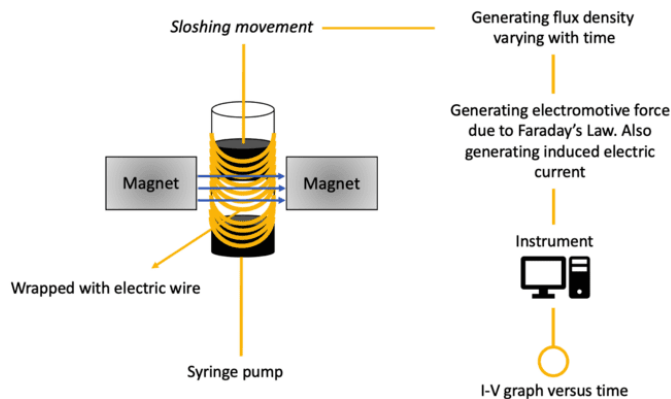 Sloshing movement
Generating flux density
varying with time
Generating electromotive force
due to Faraday's Law. Also
generating induced electric
current
Magnet
Magnet
Instrument
Wrapped with electric wire
Syringe pump
I-V graph versus time